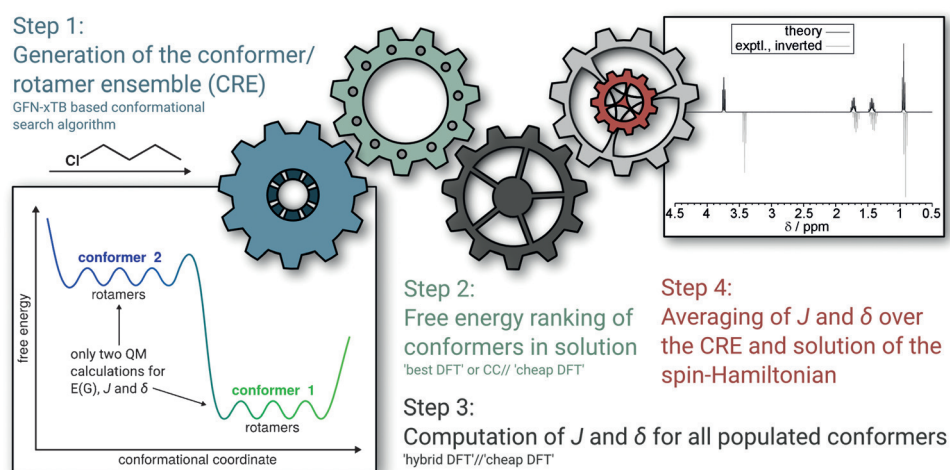 Step 1:
Generation of the conformer/
rotamer ensemble (CRE)
GFN-xTB based conformational
search algorithm
Cl
free energy
conformer 2
rotamers
only two QM
calculations for
E(G), J and δ
conformer 1
rotamers
conformational coordinate
theory
exptl., inverted
4.5 4 3.5 3 2.5 2 1.5 1 0.5
δ / ppm
Step 2:
Free energy ranking of
conformers in solution
'best DFT' or CC// 'cheap DFT'
Step 4:
Averaging of J and δ over
the CRE and solution of the
spin-Hamiltonian
Step 3:
Computation of J and δ for all populated conformers
'hybrid DFT'//'cheap DFT'